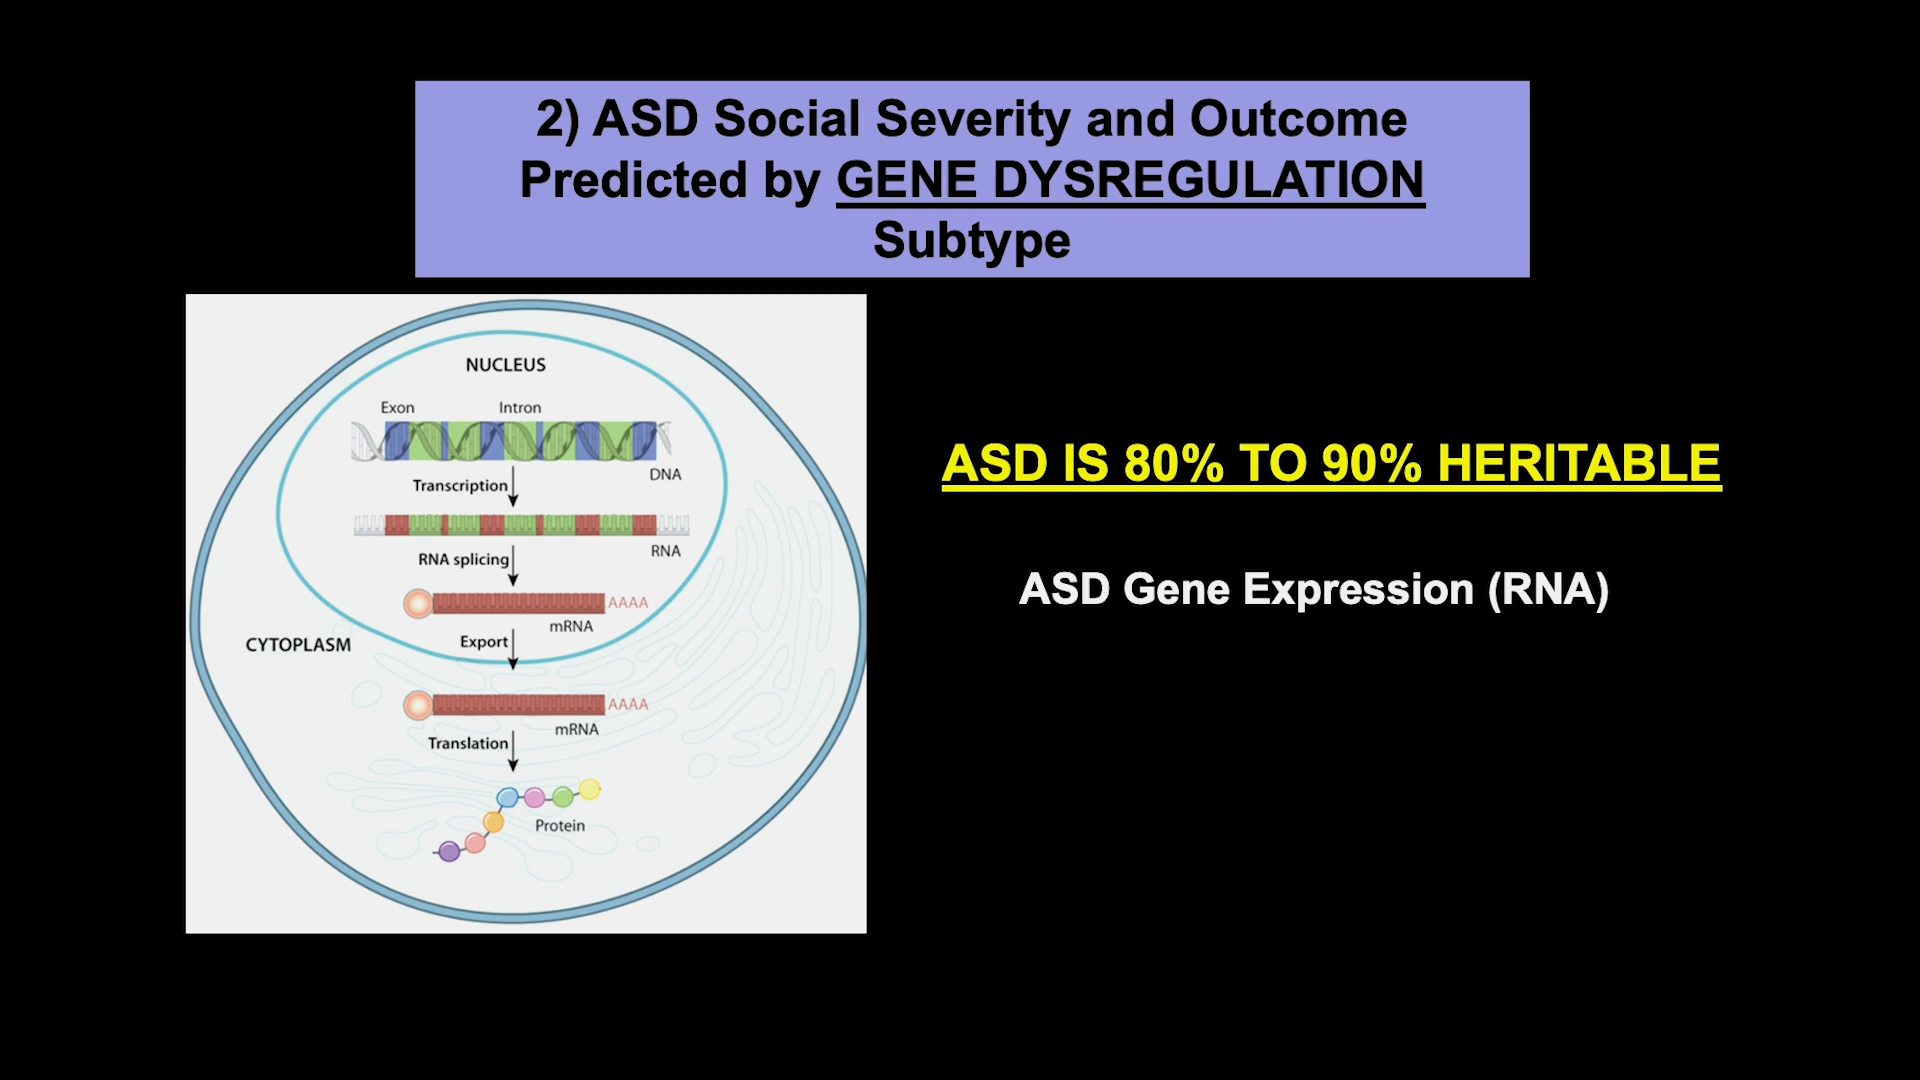 2) ASD Social Severity and Outcome
Predicted by GENE DYSREGULATION
Subtype
NUCLEUS
Exon
Intron
DNA
Transcription
RNA
RNA splicing
AAAA
mRNA
Export
CYTOPLASM
AAAA
mRNA
Translation
Protein
ASD IS 80% TO 90% HERITABLE
ASD Gene Expression (RNA)